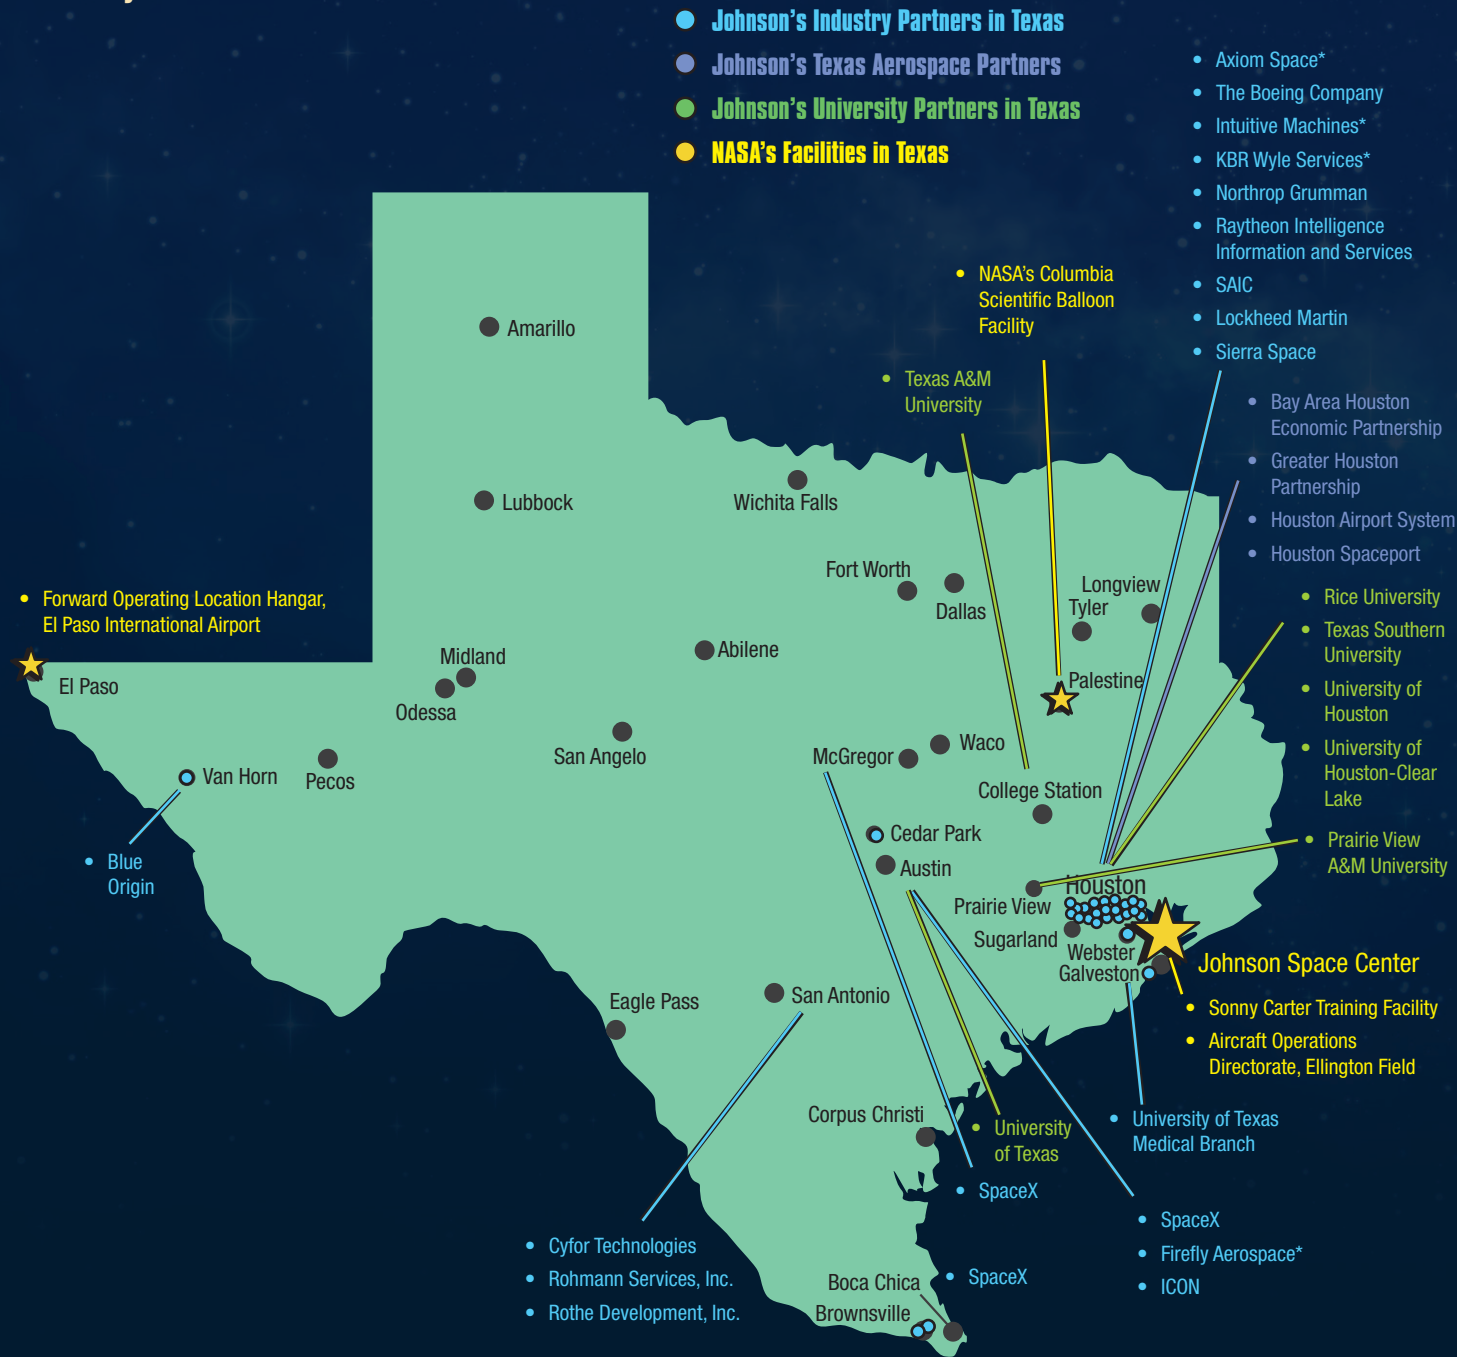 Johnson's Industry Partners in Texas
Johnson's Texas Aerospace Partners
Johnson's University Partners in Texas
NASA's Facilities in Texas
• Axiom Space*
• The Boeing Company
• Intuitive Machines*
• KBR Wyle Services*
• Northrop Grumman
• Raytheon Intelligence
Information and Services
• SAIC
• Lockheed Martin
• Sierra Space
• NASA's Columbia
Scientific Balloon
Facility
• Texas A&M
University
• Bay Area Houston
Economic Partnership
• Greater Houston
Partnership
• Houston Airport System
• Houston Spaceport
• Rice University
• Texas Southern
University
• University of
Houston
• University of
Houston-Clear
Lake
• Prairie View
A&M University
• Forward Operating Location Hangar,
El Paso International Airport
Amarillo
Lubbock
Wichita Falls
Fort Worth
Dallas
Longview
Tyler
Abilene
Midland
Odessa
El Paso
Palestine
San Angelo
McGregor
Waco
Van Horn
Pecos
College Station
Cedar Park
Austin
• Blue
Origin
Houston
Prairie View
Sugarland
Webster
Galveston
Johnson Space Center
• Sonny Carter Training Facility
• Aircraft Operations
Directorate, Ellington Field
San Antonio
Eagle Pass
Corpus Christi
• University
of Texas
• University of Texas
Medical Branch
• SpaceX
• SpaceX
• Firefly Aerospace*
• ICON
• Cyfor Technologies
• Rohmann Services, Inc.
• Rothe Development, Inc.
Boca Chica
• SpaceX
Brownsville